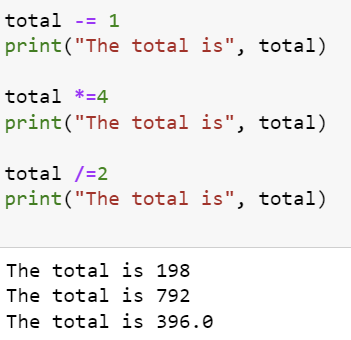 total -= 1
print("The total is", total)
total *=4
print("The total is", total)
total /=2
print("The total is", total)
The total is 198
The total is 792
The total is 396.0